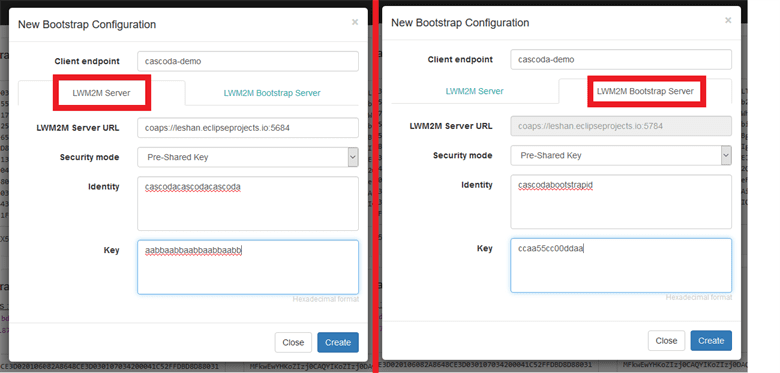 New Bootstrap Configuration
×
Client endpoint
cascoda-demo
LWM2M Server
LWM2M Bootstrap Server
LWM2M Server URL
coaps://leshan.eclipseprojects.io:5684
Security mode
Pre-Shared Key
Identity
cascodacascodacascoda
Key
aabbaabbaabbaabbaabb
Hexadecimal format
Close
Create
New Bootstrap Configuration
×
Client endpoint
cascoda-demo
LWM2M Server
LWM2M Bootstrap Server
LWM2M Server URL
coaps://leshan.eclipseprojects.io:5784
Security mode
Pre-Shared Key
Identity
cascodabootstrapid
Key
ccaa55cc00ddaa
Hexadecimal format
Close
Create